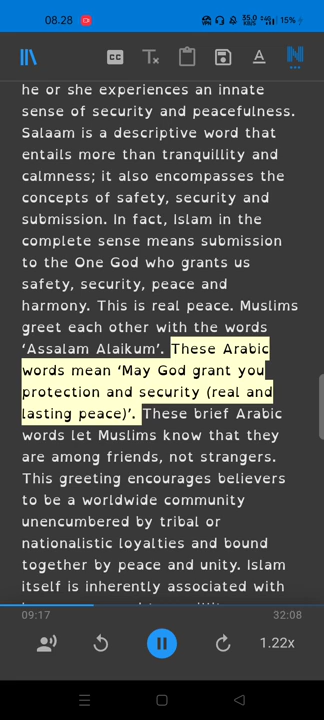 08.28
35.0 KB/S
15%
CC
he or she experiences an innate
sense of security and peacefulness.
Salaam is a descriptive word that
entails more than tranquillity and
calmness; it also encompasses the
concepts of safety, security and
submission. In fact, Islam in the
complete sense means submission
to the One God who grants us
safety, security, peace and
harmony. This is real peace. Muslims
greet each other with the words
‘Assalam Alaikum’. These Arabic
words mean ‘May God grant you
protection and security (real and
lasting peace)’. These brief Arabic
words let Muslims know that they
are among friends, not strangers.
This greeting encourages believers
to be a worldwide community
unencumbered by tribal or
nationalistic loyalties and bound
together by peace and unity. Islam
itself is inherently associated with
09:17
32:08
1.22x